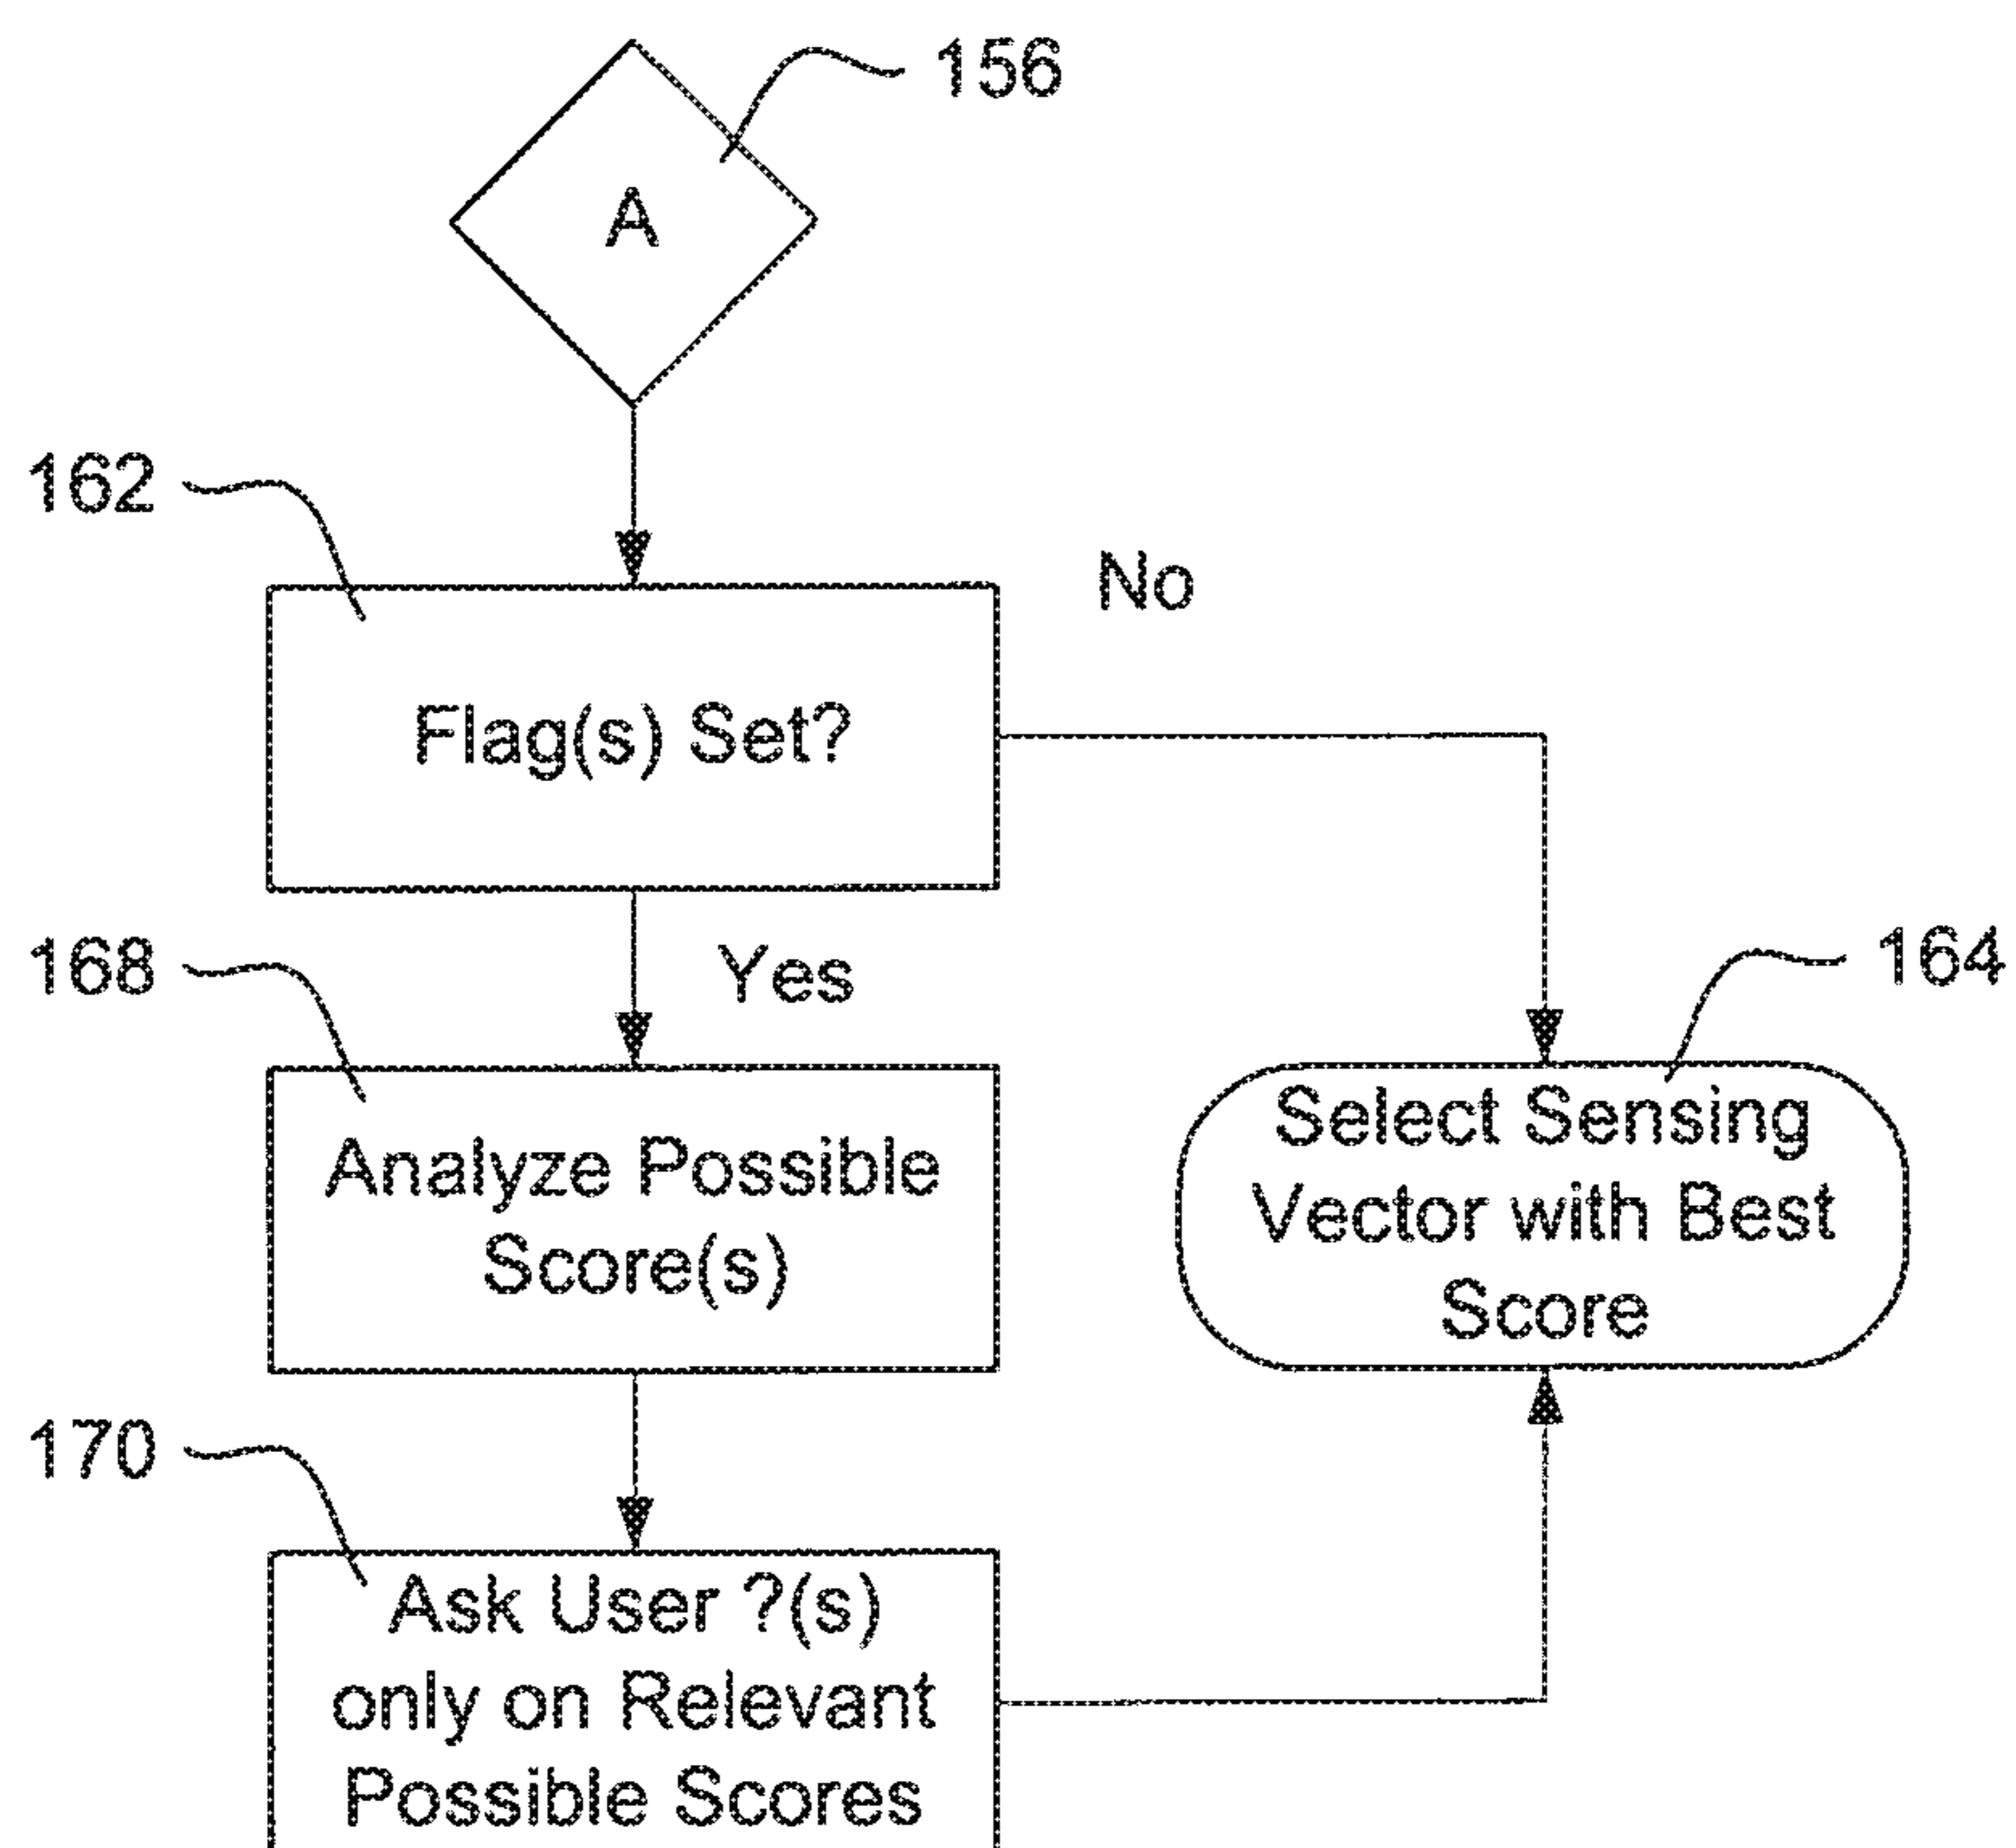 156
A
162
No
Flag(s) Set?
168
Yes
164
Analyze Possible
Score(s)
Select Sensing
Vector with Best
Score
170
Ask User ?(s)
only on Relevant
Possible Scores